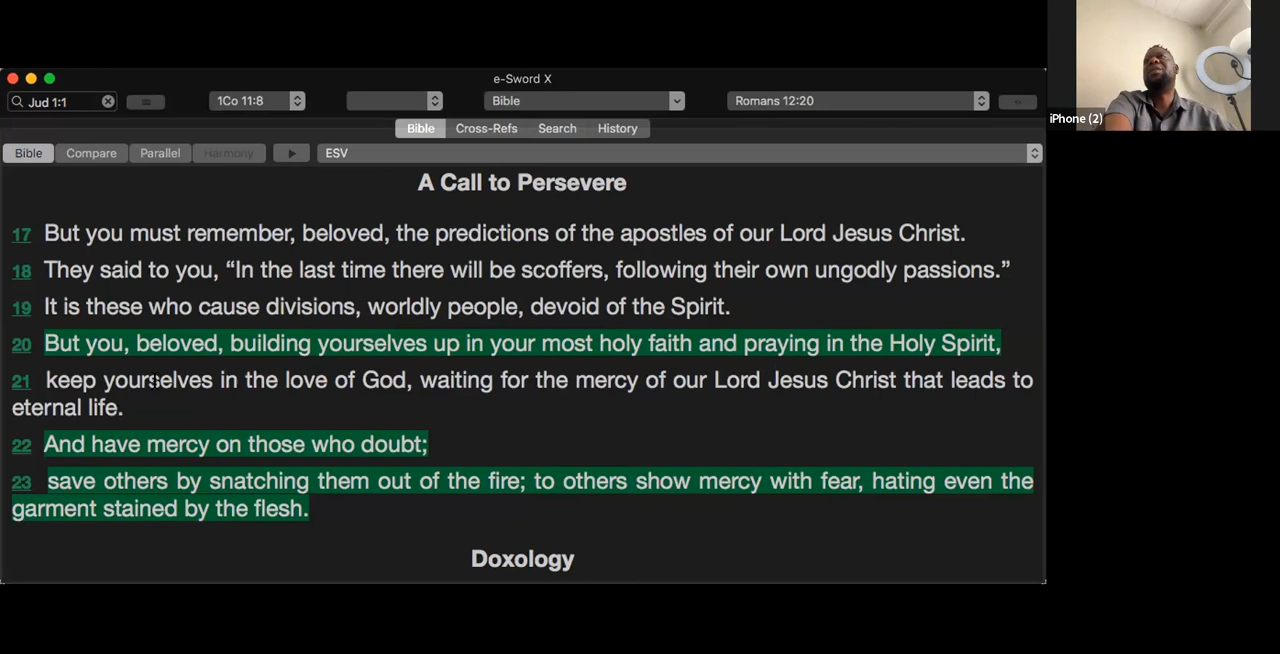 e-Sword X
Jud 1:1
1Co 11:8
Bible
Romans 12:20
iPhone (2)
Bible Cross-Refs Search History
Bible Compare Parallel Harmony ESV
A Call to Persevere
17 But you must remember, beloved, the predictions of the apostles of our Lord Jesus Christ.
18 They said to you, “In the last time there will be scoffers, following their own ungodly passions.”
19 It is these who cause divisions, worldly people, devoid of the Spirit.
20 But you, beloved, building yourselves up in your most holy faith and praying in the Holy Spirit,
21 keep yourselves in the love of God, waiting for the mercy of our Lord Jesus Christ that leads to
eternal life.
22 And have mercy on those who doubt;
23 save others by snatching them out of the fire; to others show mercy with fear, hating even the
garment stained by the flesh.
Doxology